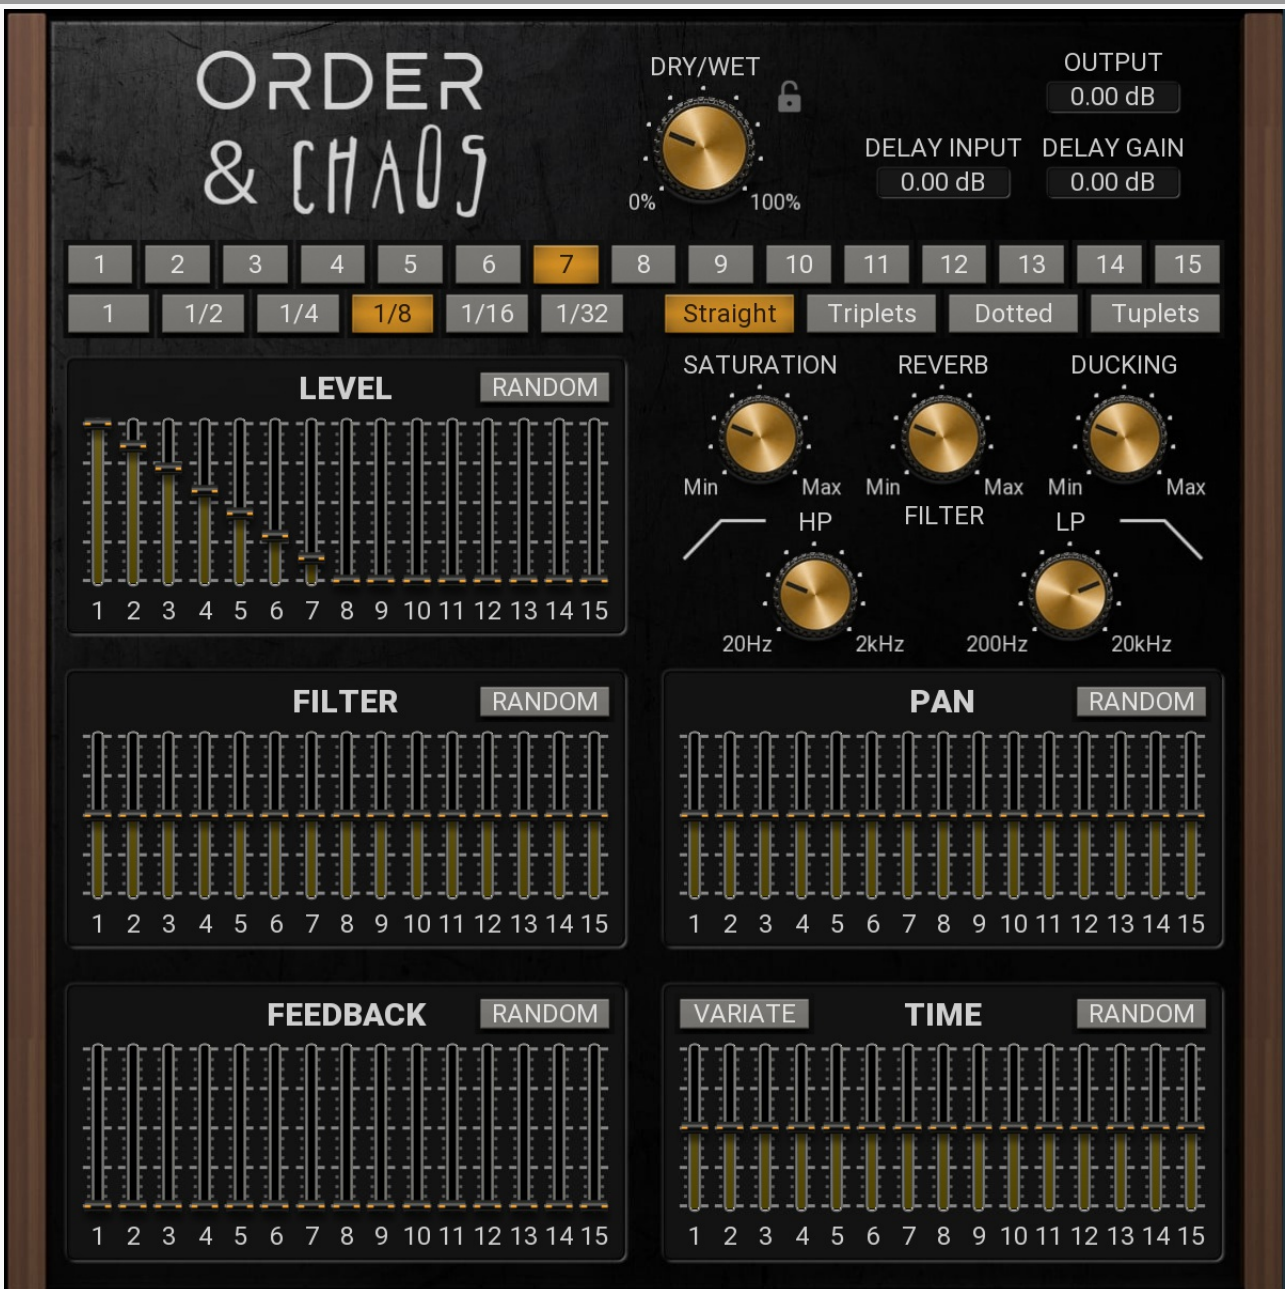 ORDER
& CHAOS
DRY/WET
0% 100%
OUTPUT
0.00 dB
DELAY INPUT DELAY GAIN
0.00 dB 0.00 dB
1 2 3 4 5 6 7 8 9 10 11 12 13 14 15
1 1/2 1/4 1/8 1/16 1/32 Straight Triplets Dotted Tuplets
LEVEL RANDOM
1 2 3 4 5 6 7 8 9 10 11 12 13 14 15
SATURATION REVERB DUCKING
Min Max Min Max Min Max
HP FILTER LP
20Hz 2kHz 200Hz 20kHz
FILTER RANDOM
1 2 3 4 5 6 7 8 9 10 11 12 13 14 15
PAN RANDOM
1 2 3 4 5 6 7 8 9 10 11 12 13 14 15
FEEDBACK RANDOM
1 2 3 4 5 6 7 8 9 10 11 12 13 14 15
VARIATE TIME RANDOM
1 2 3 4 5 6 7 8 9 10 11 12 13 14 15